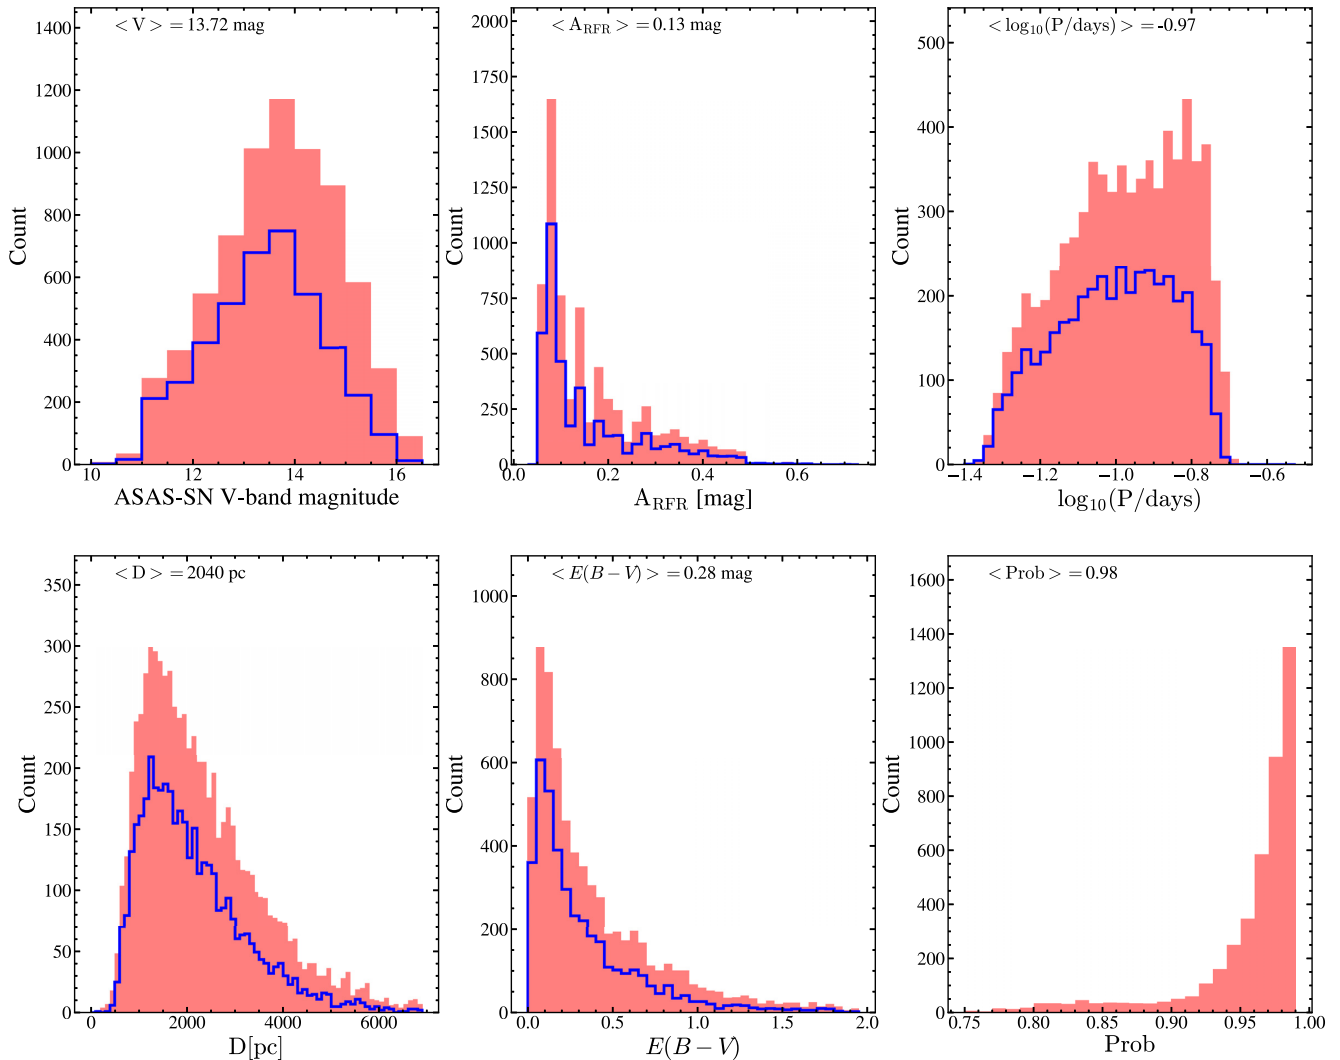 < V > = 13.72 mag
1400
1200
1000
800
600
400
200
0
Count
10 12 14 16
ASAS-SN V-band magnitude
< A_RFR > = 0.13 mag
2000
1750
1500
1250
1000
750
500
250
0
Count
0.0 0.2 0.4 0.6
A_RFR [mag]
< log₁₀(P/days) > = -0.97
500
400
300
200
100
0
Count
−1.4 −1.2 −1.0 −0.8 −0.6
log₁₀(P/days)
< D > = 2040 pc
350
300
250
200
150
100
50
0
Count
0 2000 4000 6000
D[pc]
< E(B − V) > = 0.28 mag
1000
800
600
400
200
0
Count
0.0 0.5 1.0 1.5 2.0
E(B − V)
< Prob > = 0.98
1600
1400
1200
1000
800
600
400
200
0
Count
0.75 0.80 0.85 0.90 0.95 1.00
Prob